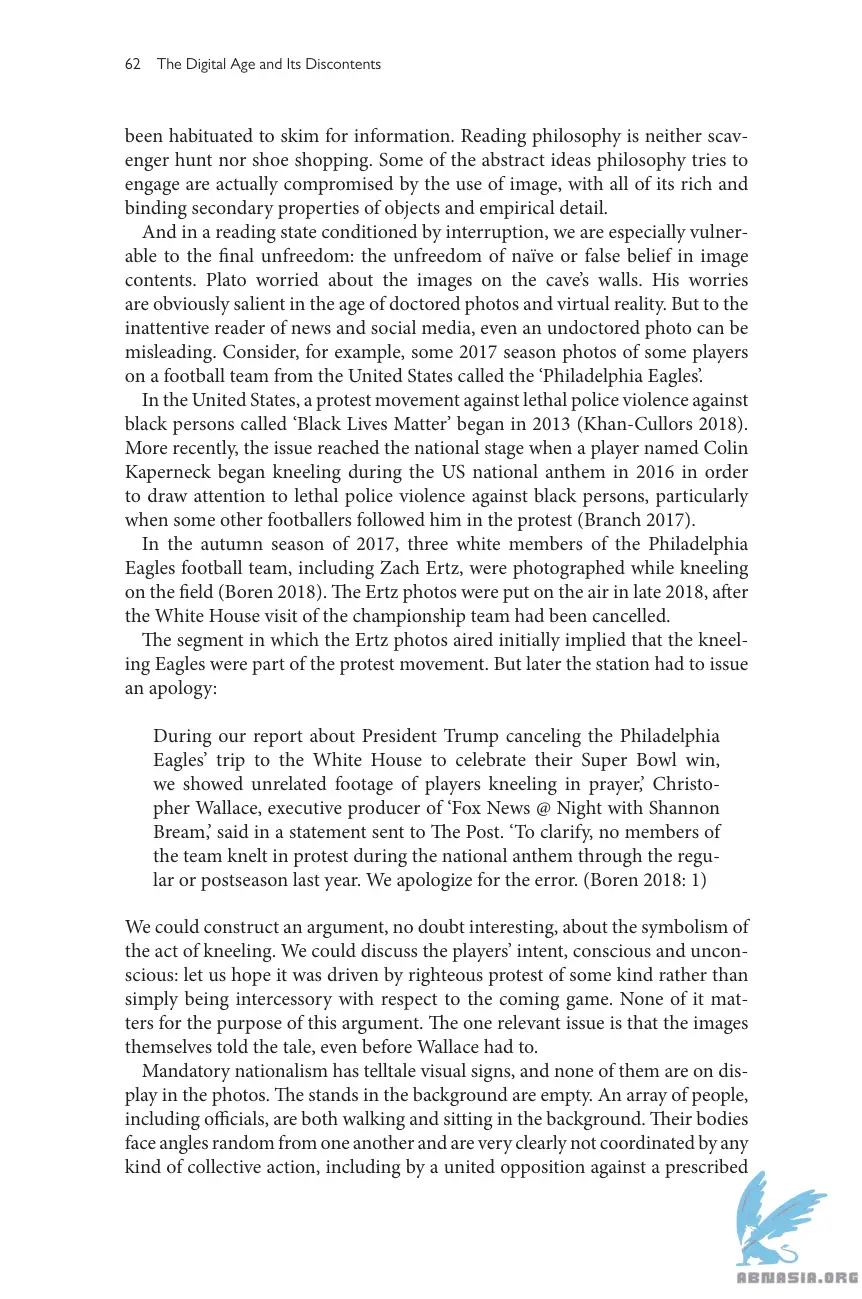 62 The Digital Age and Its Discontents
been habituated to skim for information. Reading philosophy is neither scav-
enger hunt nor shoe shopping. Some of the abstract ideas philosophy tries to
engage are actually compromised by the use of image, with all of its rich and
binding secondary properties of objects and empirical detail.
And in a reading state conditioned by interruption, we are especially vulner-
able to the final unfreedom: the unfreedom of naïve or false belief in image
contents. Plato worried about the images on the cave’s walls. His worries
are obviously salient in the age of doctored photos and virtual reality. But to the
inattentive reader of news and social media, even an undoctored photo can be
misleading. Consider, for example, some 2017 season photos of some players
on a football team from the United States called the ‘Philadelphia Eagles’.
In the United States, a protest movement against lethal police violence against
black persons called ‘Black Lives Matter’ began in 2013 (Khan-Cullors 2018).
More recently, the issue reached the national stage when a player named Colin
Kaperneck began kneeling during the US national anthem in 2016 in order
to draw attention to lethal police violence against black persons, particularly
when some other footballers followed him in the protest (Branch 2017).
In the autumn season of 2017, three white members of the Philadelphia
Eagles football team, including Zach Ertz, were photographed while kneeling
on the field (Boren 2018). The Ertz photos were put on the air in late 2018, after
the White House visit of the championship team had been cancelled.
The segment in which the Ertz photos aired initially implied that the kneel-
ing Eagles were part of the protest movement. But later the station had to issue
an apology:
During our report about President Trump canceling the Philadelphia
Eagles’ trip to the White House to celebrate their Super Bowl win,
we showed unrelated footage of players kneeling in prayer,’ Christo-
pher Wallace, executive producer of ‘Fox News @ Night with Shannon
Bream,’ said in a statement sent to The Post. ‘To clarify, no members of
the team knelt in protest during the national anthem through the regu-
lar or postseason last year. We apologize for the error. (Boren 2018: 1)
We could construct an argument, no doubt interesting, about the symbolism of
the act of kneeling. We could discuss the players’ intent, conscious and uncon-
scious: let us hope it was driven by righteous protest of some kind rather than
simply being intercessory with respect to the coming game. None of it mat-
ters for the purpose of this argument. The one relevant issue is that the images
themselves told the tale, even before Wallace had to.
Mandatory nationalism has telltale visual signs, and none of them are on dis-
play in the photos. The stands in the background are empty. An array of people,
including officials, are both walking and sitting in the background. Their bodies
face angles random from one another and are very clearly not coordinated by any
kind of collective action, including by a united opposition against a prescribed
ABNASIA.ORG